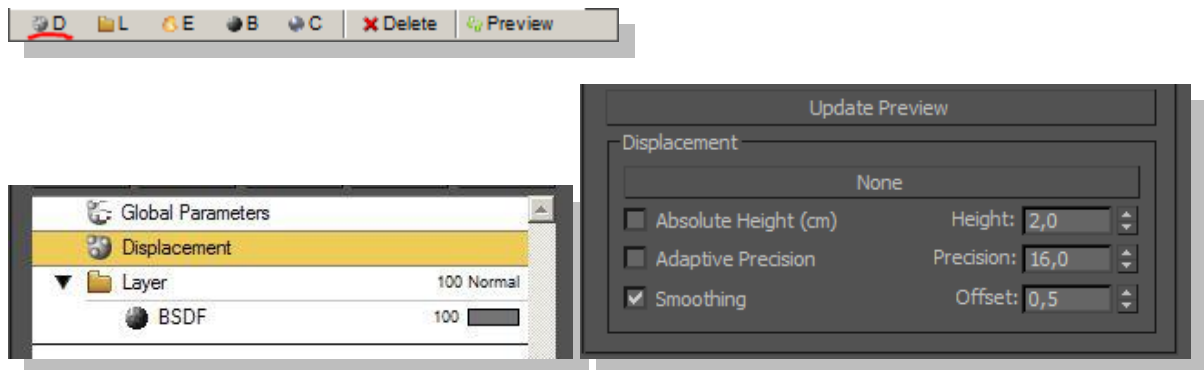 D L E B C Delete Preview
Update Preview
Displacement
None
Absolute Height (cm) Height: 2,0
Adaptive Precision Precision: 16,0
Smoothing Offset: 0,5
Global Parameters
Displacement
Layer 100 Normal
BSDF 100